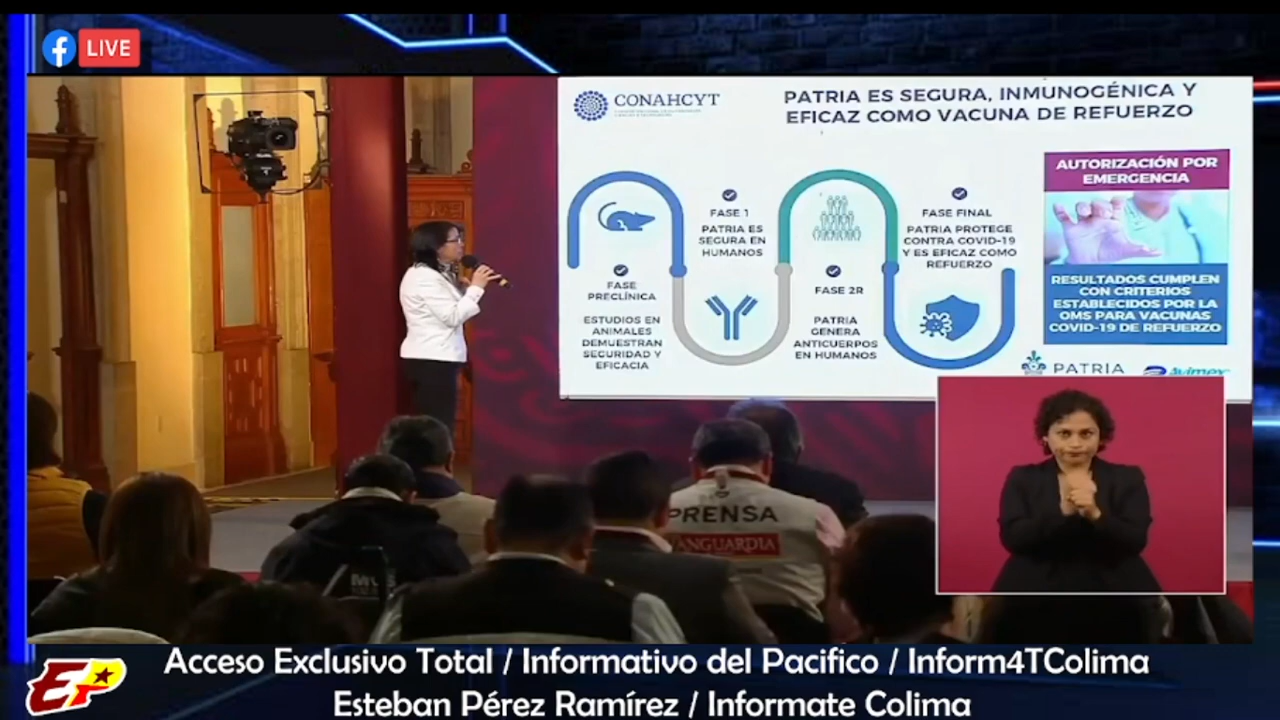 LIVE
CONAHCYT
PATRIA ES SEGURA, INMUNOGÉNICA Y
EFICAZ COMO VACUNA DE REFUERZO
FASE
PRECLÍNICA
ESTUDIOS EN
ANIMALES
DEMUESTRAN
SEGURIDAD Y
EFICACIA
FASE 1
PATRIA ES
SEGURA EN
HUMANOS
FASE 2R
PATRIA
GENERA
ANTICUERPOS
EN HUMANOS
FASE FINAL
PATRIA PROTEGE
CONTRA COVID-19
Y ES EFICAZ COMO
REFUERZO
AUTORIZACIÓN POR
EMERGENCIA
RESULTADOS CUMPLEN
CON CRITERIOS
ESTABLECIDOS POR LA
OMS PARA VACUNAS
COVID-19 DE REFUERZO
PATRIA
Avimex
PRENSA
VANGUARDIA
EP
Acceso Exclusivo Total / Informativo del Pacifico / Inform4TColima
Esteban Pérez Ramírez / Informate Colima